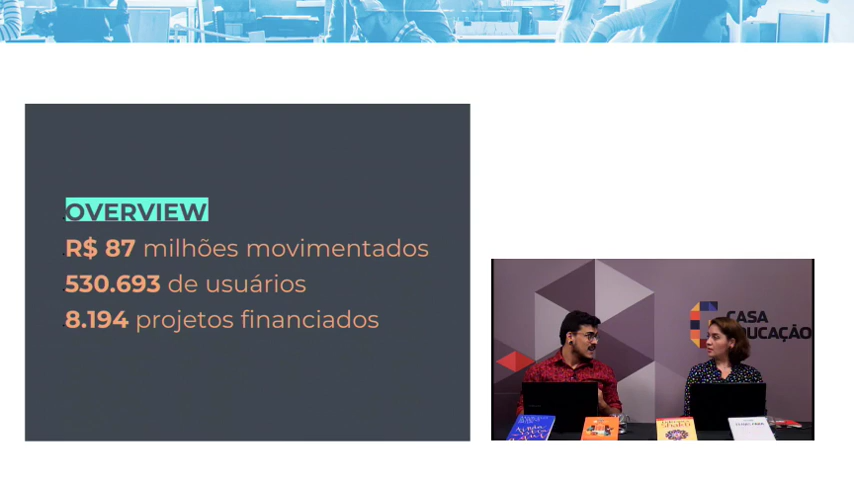 OVERVIEW
R$ 87 milhões movimentados
530.693 de usuários
8.194 projetos financiados
CASA
EDUCAÇÃO